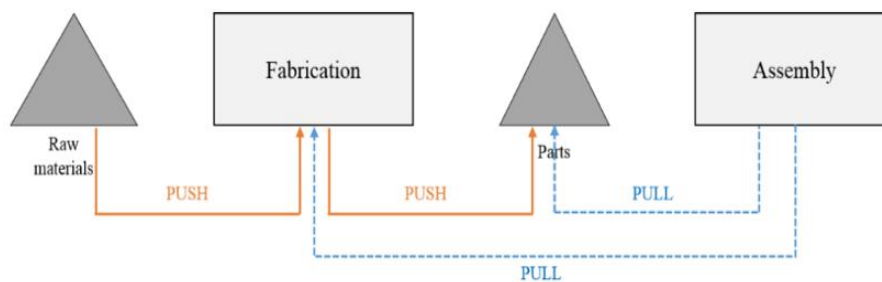 Fabrication
Assembly
Raw
materials
Parts
PUSH
PUSH
PULL
PULL